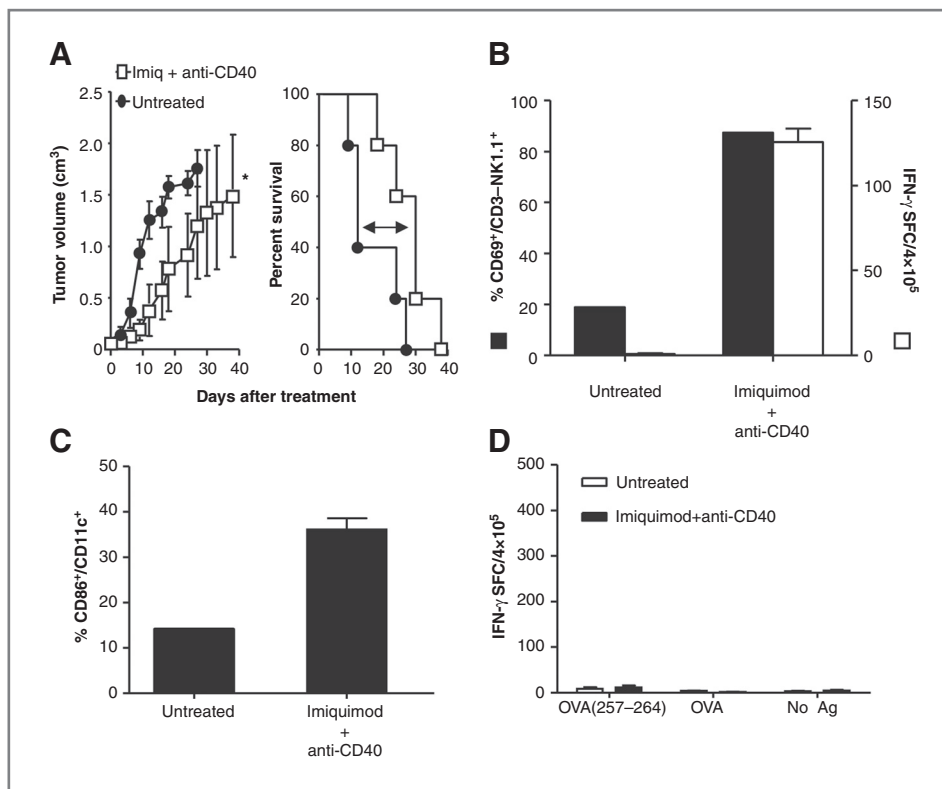 A
Imiq + anti-CD40
Untreated
2.5
2.0
1.5
1.0
0.5
0
Tumor volume (cm³)
*
0 10 20 30 40
100
80
60
40
20
0
Percent survival
0 10 20 30 40
Days after treatment
B
100
80
60
40
20
0
% CD69⁺/CD3–NK1.1⁺
150
100
50
0
IFN-γ SFC/4×10⁵
Untreated
Imiquimod
+
anti-CD40
C
50
40
30
20
10
0
% CD86⁺/CD11c⁺
Untreated
Imiquimod
+
anti-CD40
D
500
400
300
200
100
0
IFN-γ SFC/4×10⁵
Untreated
Imiquimod+anti-CD40
OVA(257–264) OVA No Ag